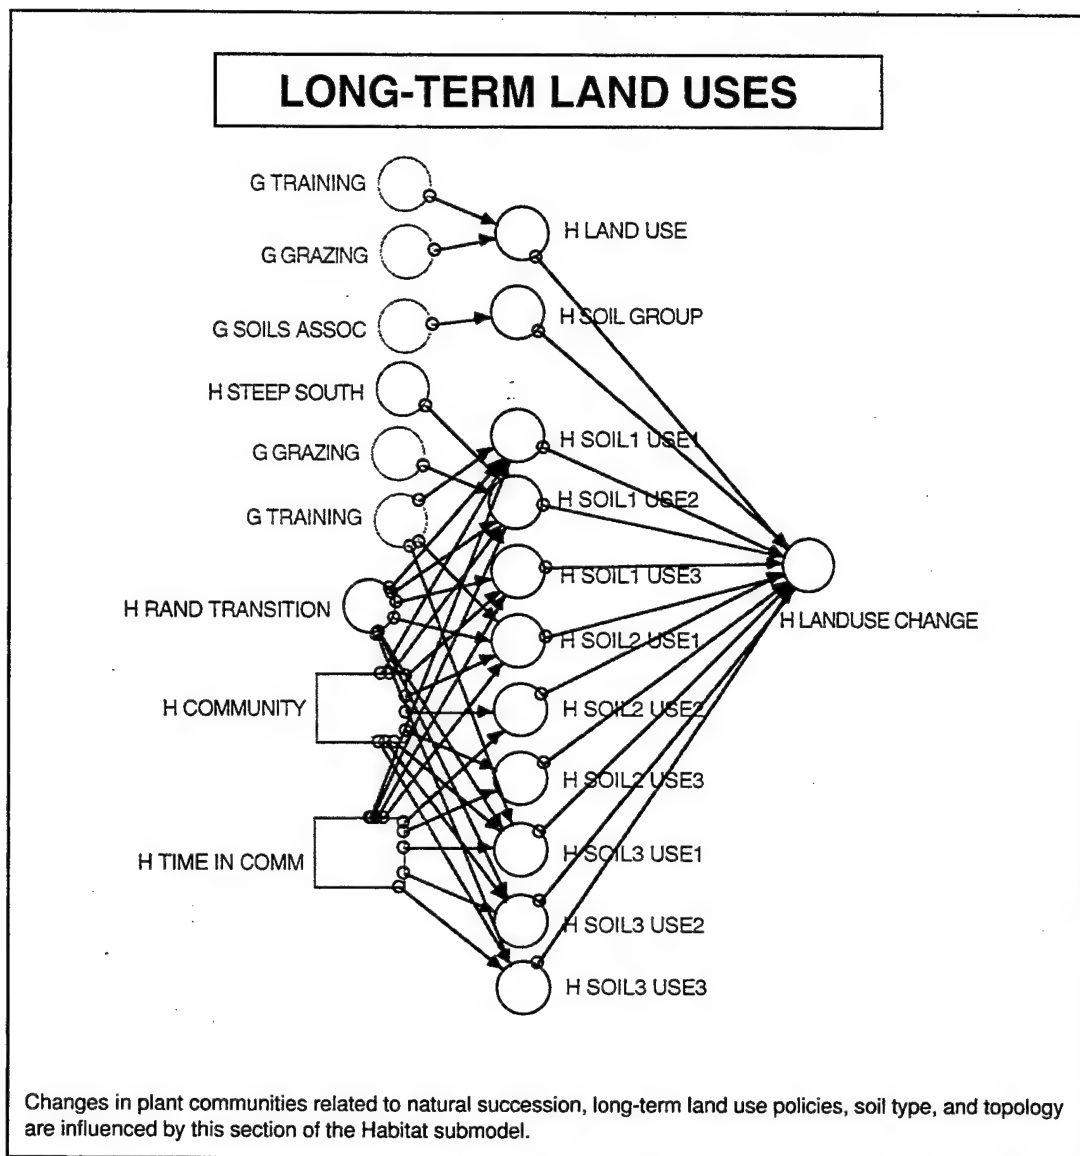 LONG-TERM LAND USES
G TRAINING
H LAND USE
G GRAZING
G SOILS ASSOC
H SOIL GROUP
H STEEP SOUTH
H SOIL1 USE1
G GRAZING
H SOIL1 USE2
G TRAINING
H SOIL1 USE3
H RAND TRANSITION
H LANDUSE CHANGE
H SOIL2 USE1
H COMMUNITY
H SOIL2 USE2
H SOIL2 USE3
H TIME IN COMM
H SOIL3 USE1
H SOIL3 USE2
H SOIL3 USE3
Changes in plant communities related to natural succession, long-term land use policies, soil type, and topology
are influenced by this section of the Habitat submodel.